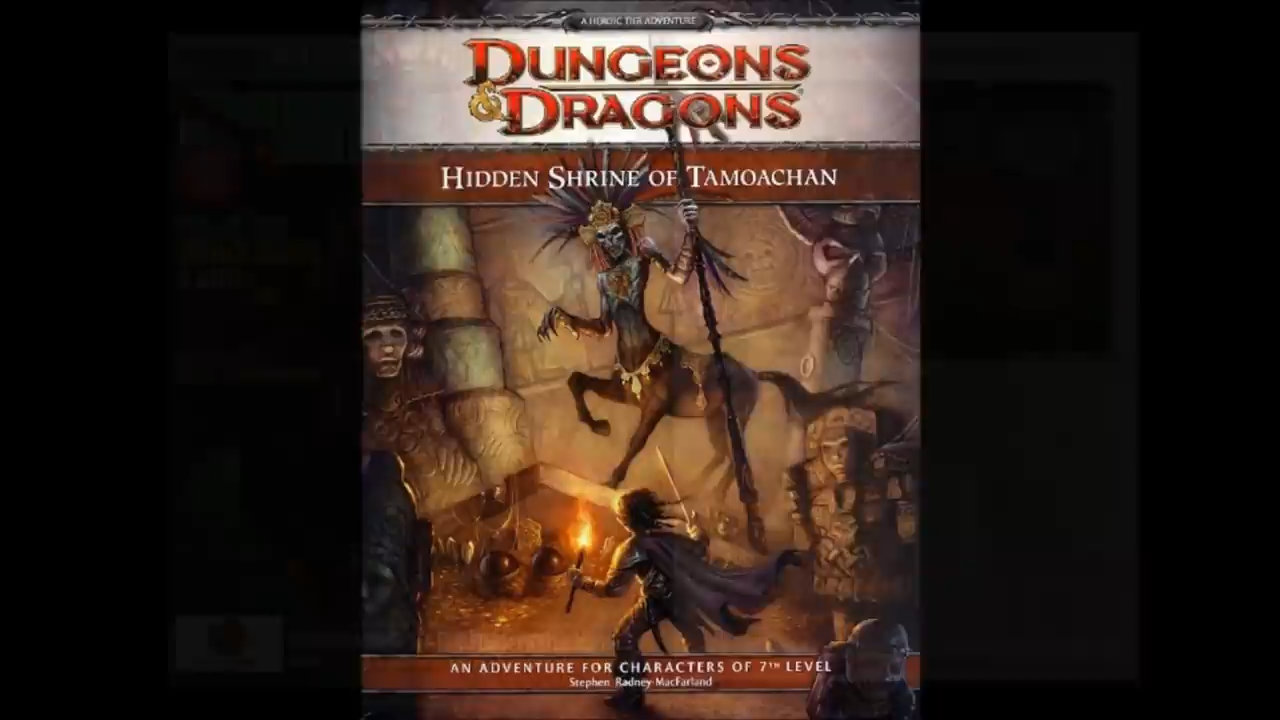 A HEROIC TIER ADVENTURE
DUNGEONS
& DRAGONS®
HIDDEN SHRINE OF TAMOACHAN
AN ADVENTURE FOR CHARACTERS OF 7TH LEVEL
Stephen Radney-MacFarland